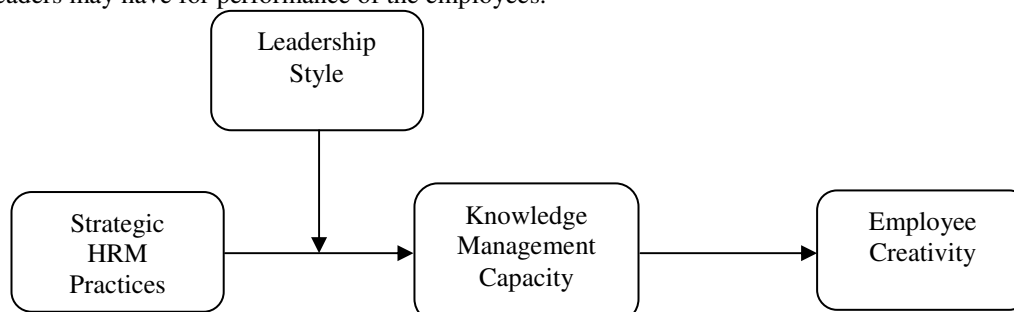 leaders may have for performance of the employees.
Leadership
Style
Strategic
HRM
Practices
Knowledge
Management
Capacity
Employee
Creativity